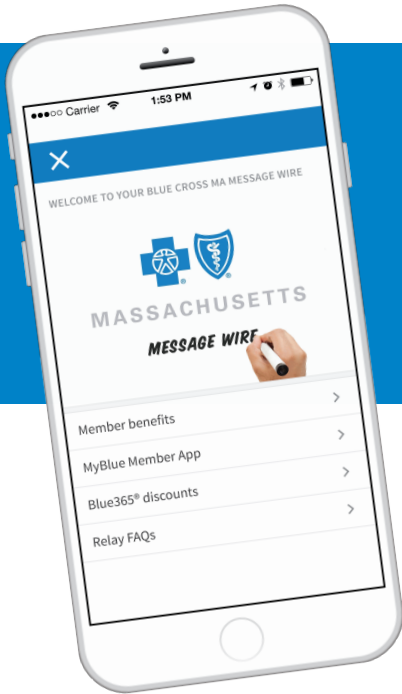 Carrier 1:53 PM
WELCOME TO YOUR BLUE CROSS MA MESSAGE WIRE
® ®
MASSACHUSETTS
MESSAGE WIRE
Member benefits
MyBlue Member App
Blue365® discounts
Relay FAQs